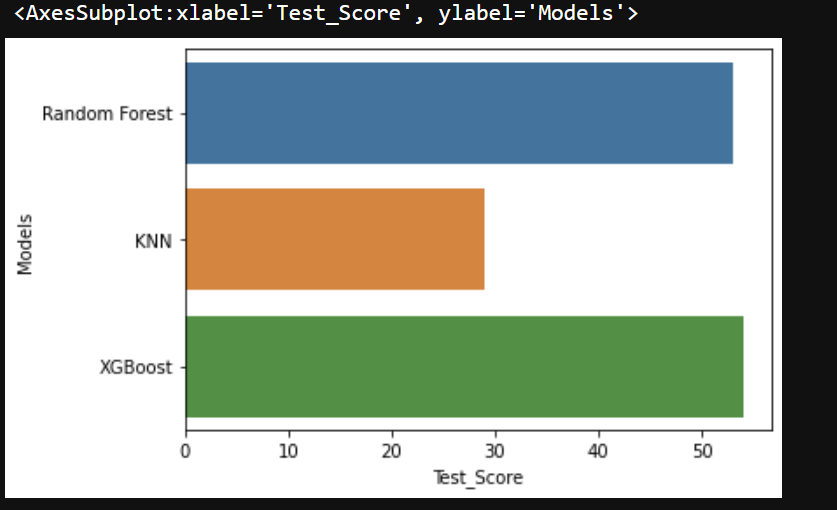 <AxesSubplot:xlabel='Test_Score', ylabel='Models'>
Random Forest
KNN
XGBoost
Models
0 10 20 30 40 50
Test_Score